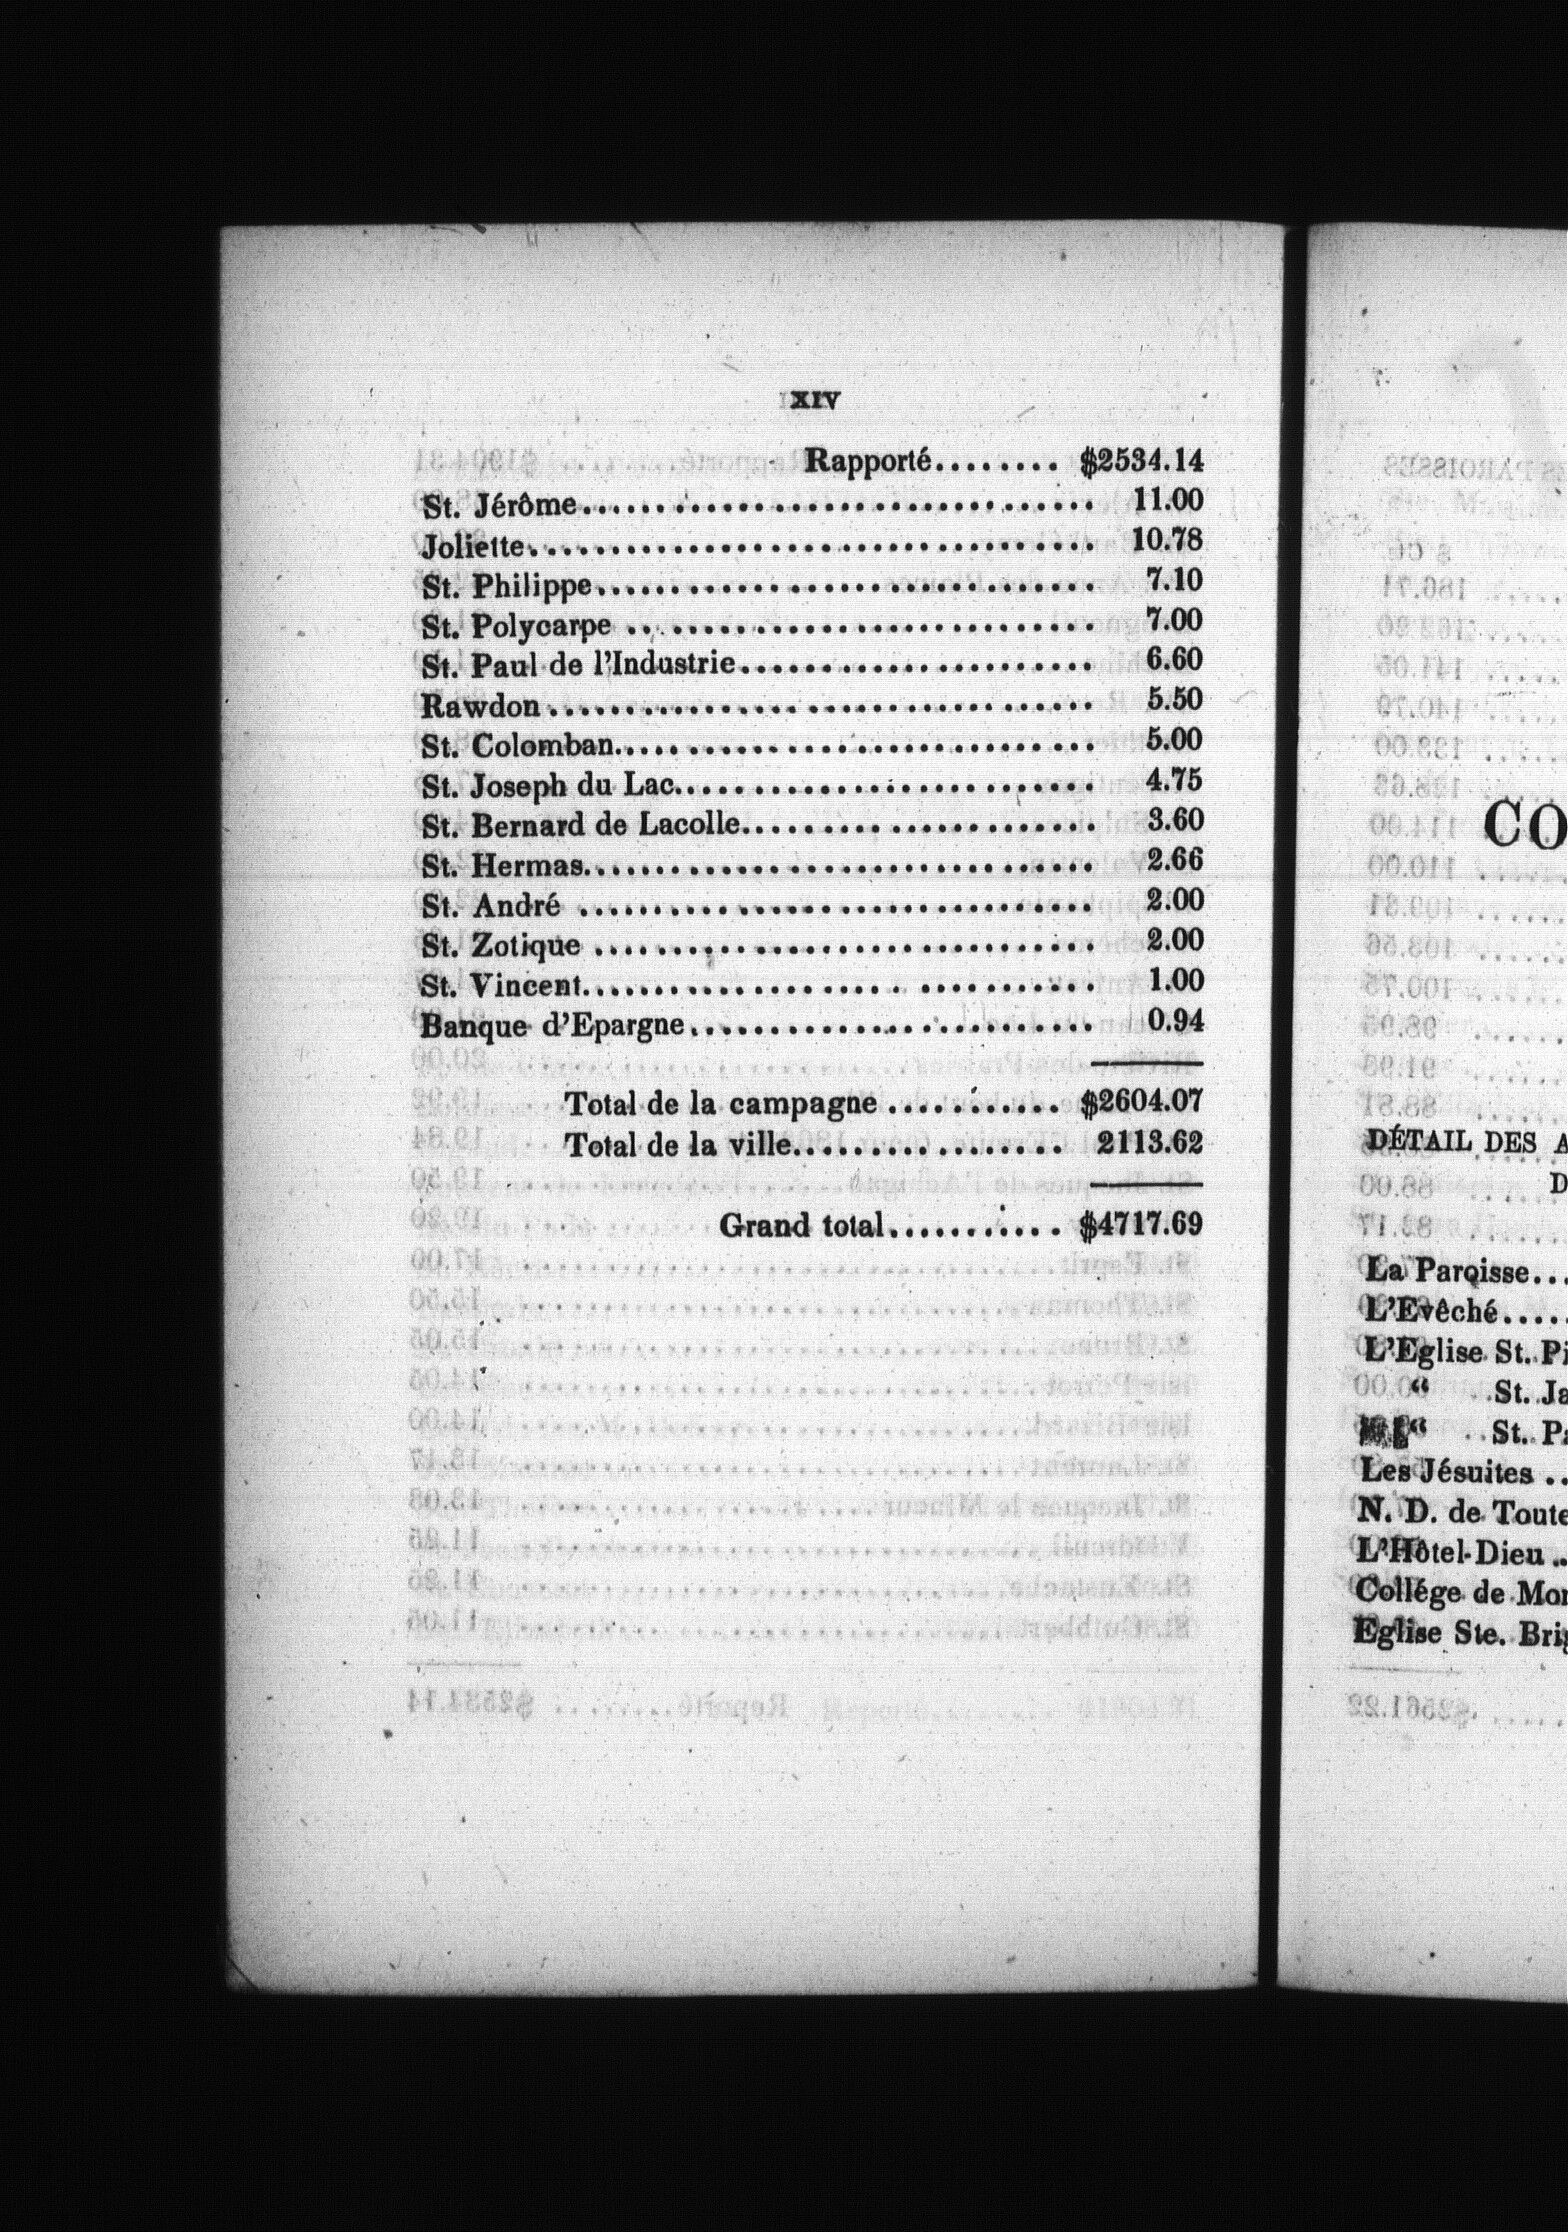 xiv
Rapporté........ $2534.14
St. Jérôme................................ 11.00
Joliette................................... 10.78
St. Philippe............................... 7.10
St. Polycarpe .............................. 7.00
St. Paul de l'Industrie...................... 6.60
Rawdon.................................. 5.50
St. Colomban.............................. 5.00
St. Joseph du Lac.......................... 4.75
St. Bernard de Lacolle...................... 3.60
St. Hermas................................ 2.66
St. André ................................ 2.00
St. Zotique ............................... 2.00
St. Vincent................................ 1.00
Banque d'Epargne.......................... 0.94
Total de la campagne ........... $2604.07
Total de la ville................. 2113.62
Grand total........... $4717.69
CO
DÉTAIL DES A
D
La Paroisse...
L'Evêché.....
L'Eglise St. Pi
“ St. Ja
“ St. Pa
Les Jésuites ..
N. D. de Toute
L'Hôtel-Dieu ..
Collége de Mon
Eglise Ste. Brig